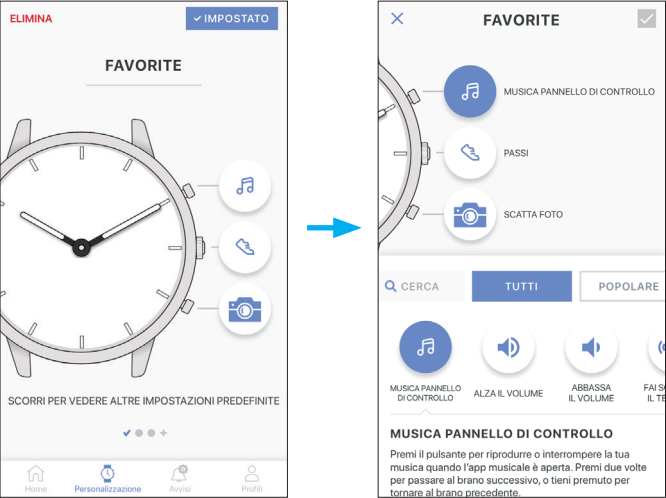 ELIMINA
IMPOSTATO
FAVORITE
SCORRI PER VEDERE ALTRE IMPOSTAZIONI PREDEFINITE
Home
Personalizzazione
Avvisi
Profili
FAVORITE
MUSICA PANNELLO DI CONTROLLO
PASSI
SCATTA FOTO
CERCA
TUTTI
POPOLARE
MUSICA PANNELLO
DI CONTROLLO
ALZA IL VOLUME
ABBASSA
IL VOLUME
FAI
IL
MUSICA PANNELLO DI CONTROLLO
Premi il pulsante per riprodurre o interrompere la tua
musica quando l'app musicale è aperta. Premi due volte
per passare al brano successivo, o tieni premuto per
tornare al brano precedente.